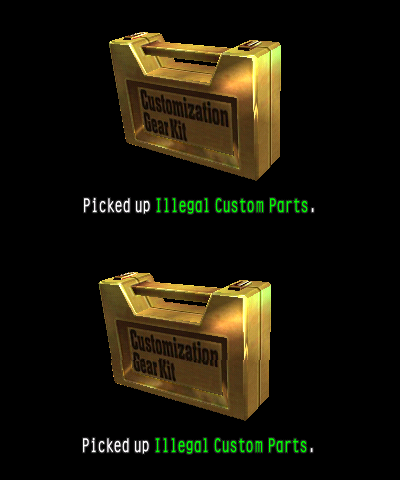 Customization
Gear Kit
Picked up Illegal Custom Parts.
Customization
Gear Kit
Picked up Illegal Custom Parts.